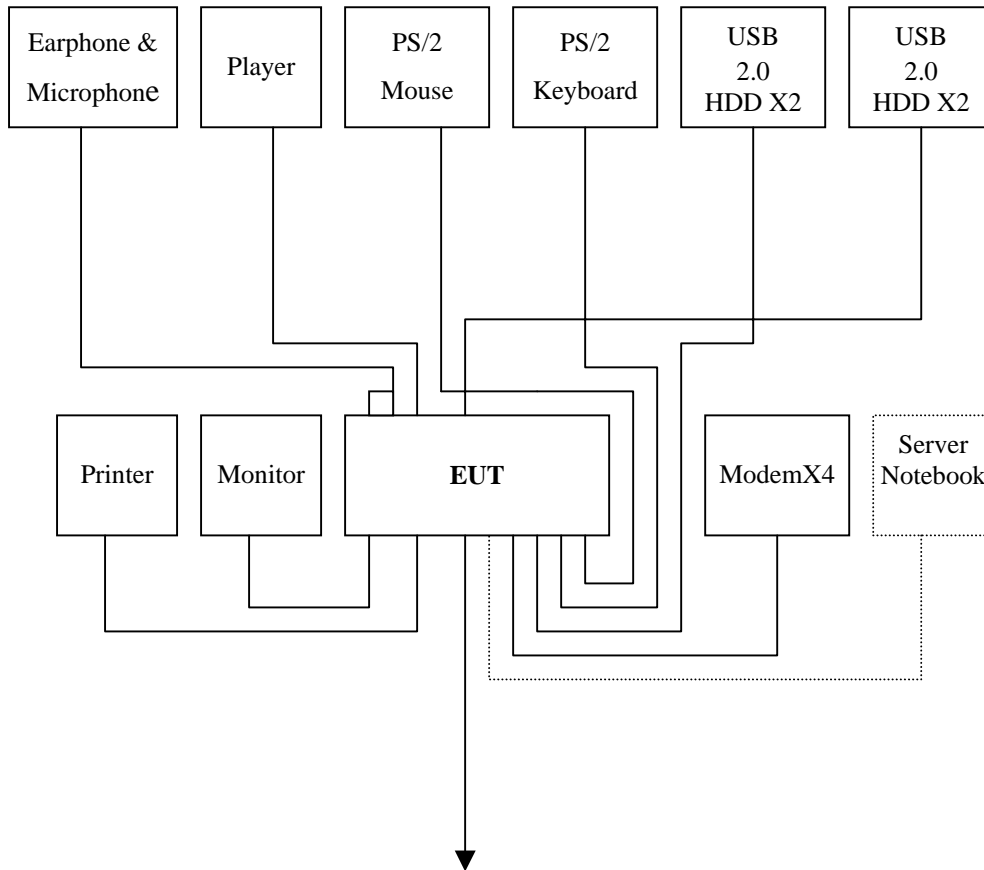 Earphone &
Microphone
Player
PS/2
Mouse
PS/2
Keyboard
USB
2.0
HDD X2
USB
2.0
HDD X2
Printer
Monitor
EUT
ModemX4
Server
Notebook